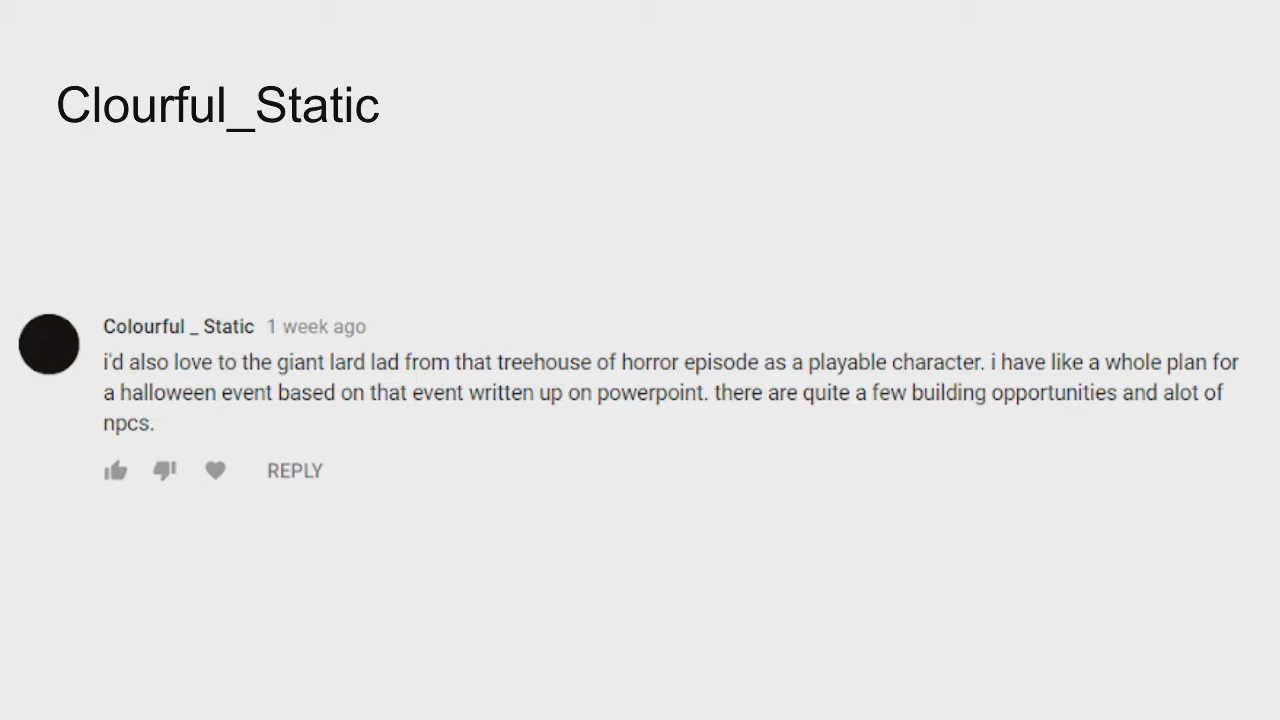 Clourful_Static
Colourful _ Static 1 week ago
i'd also love to the giant lard lad from that treehouse of horror episode as a playable character. i have like a whole plan for
a halloween event based on that event written up on powerpoint. there are quite a few building opportunities and alot of
npcs.
REPLY